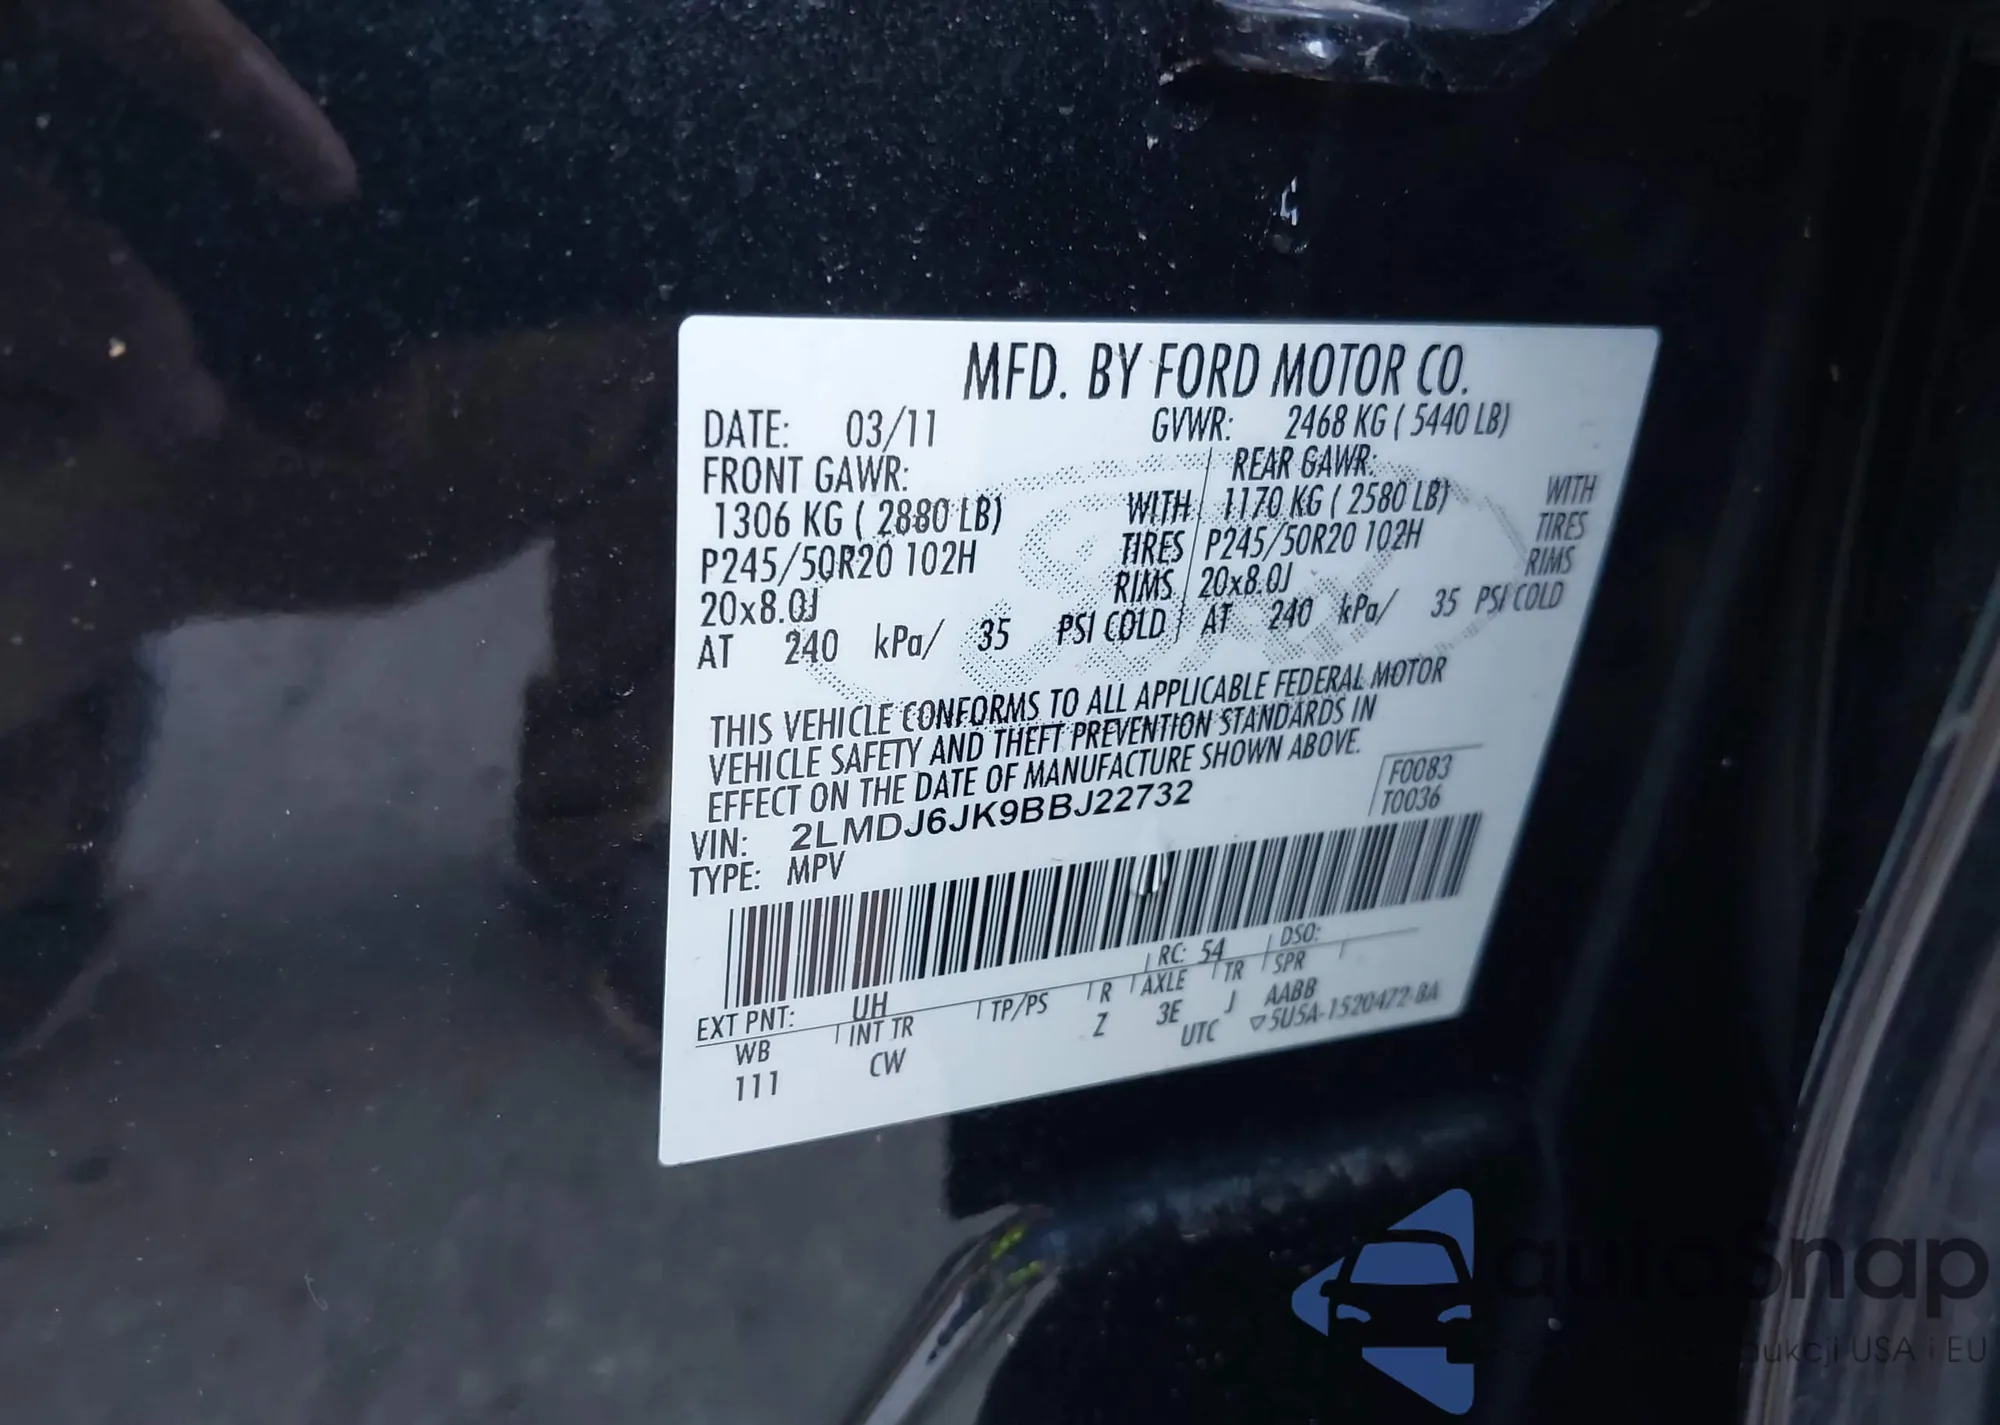 MFD. BY FORD MOTOR CO.
DATE: 03/11 GVWR: 2468 KG ( 5440 LB)
FRONT GAWR: REAR GAWR:
1306 KG ( 2880 LB) WITH 1170 KG ( 2580 LB) WITH
P245/50R20 102H TIRES P245/50R20 102H TIRES
20x8.0J RIMS 20x8.0J RIMS
AT 240 kPa/ 35 PSI COLD AT 240 kPa/ 35 PSI COLD
THIS VEHICLE CONFORMS TO ALL APPLICABLE FEDERAL MOTOR
VEHICLE SAFETY AND THEFT PREVENTION STANDARDS IN
EFFECT ON THE DATE OF MANUFACTURE SHOWN ABOVE.
F0083
T0036
VIN: 2LMDJ6JK9BBJ22732
TYPE: MPV
EXT PNT: UH RC: 54 DSO:
WB INT TR TP/PS R AXLE TR SPR
111 CW Z 3E J AABB
UTC ▽5U5A-1520472-BA
autoSnap
USA i EU